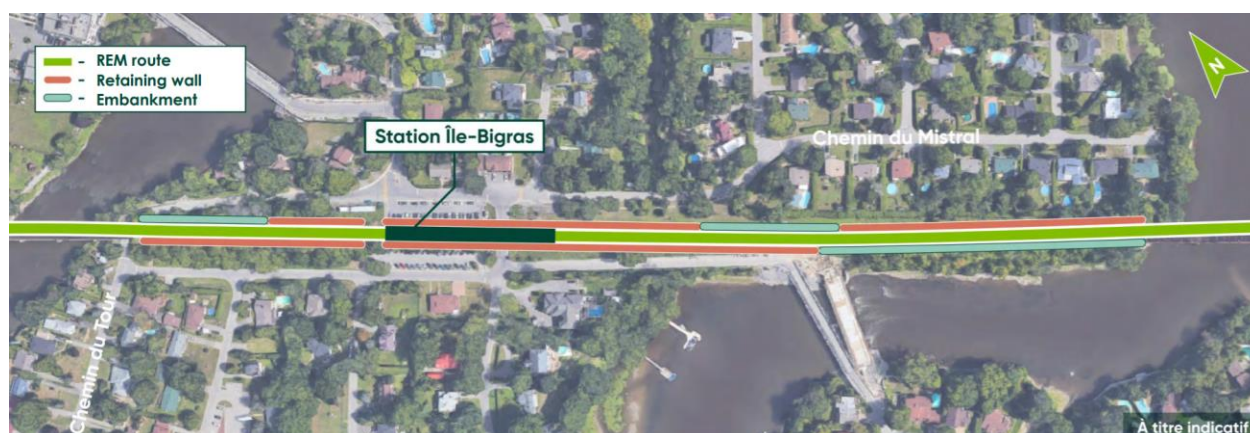 - REM route
- Retaining wall
- Embankment
N
Station Île-Bigras
Chemin du Mistral
Chemin du Tour
À titre indicatif